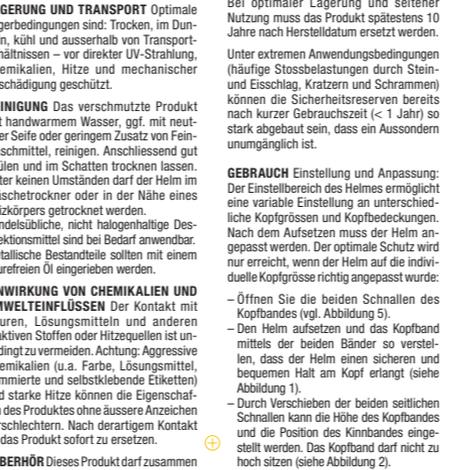 GERUNG UND TRANSPORT Optimale
gerbedingungen sind: Trocken, im Dun-
n, kühl und ausserhalb von Transport-
hältnissen – vor direkter UV-Strahlung,
emikalien, Hitze und mechanischer
schädigung geschützt.
INIGUNG Das verschmutzte Produkt
t handwarmem Wasser, ggf. mit neut-
er Seife oder geringem Zusatz von Fein-
schmittel, reinigen. Anschliessend gut
ülen und im Schatten trocknen lassen.
ter keinen Umständen darf der Helm im
schetrockner oder in der Nähe eines
izkörpers getrocknet werden.
ndelsübliche, nicht halogenhaltige Des-
ektionsmittel sind bei Bedarf anwendbar.
tallische Bestandteile sollten mit einem
urefreien Öl eingerieben werden.
NWIRKUNG VON CHEMIKALIEN UND
MWELTEINFLÜSSEN Der Kontakt mit
uren, Lösungsmitteln und anderen
aktiven Stoffen oder Hitzequellen ist un-
dingt zu vermeiden. Achtung: Aggressive
emikalien (u.a. Farbe, Lösungsmittel,
mmierte und selbstklebende Etiketten)
d starke Hitze können die Eigenschaf-
n des Produktes ohne äussere Anzeichen
rschlechtern. Nach derartigem Kontakt
das Produkt sofort zu ersetzen.
BERHÖR Dieses Produkt darf zusammen
Bei optimaler Lagerung und seltener
Nutzung muss das Produkt spätestens 10
Jahre nach Herstelldatum ersetzt werden.
Unter extremen Anwendungsbedingungen
(häufige Stossbelastungen durch Stein-
und Eisschlag, Kratzern und Schrammen)
können die Sicherheitsreserven bereits
nach kurzer Gebrauchszeit (< 1 Jahr) so
stark abgebaut sein, dass ein Aussondern
unumgänglich ist.
GEBRAUCH Einstellung und Anpassung:
Der Einstellbereich des Helmes ermöglicht
eine variable Einstellung an unterschied-
liche Kopfgrössen und Kopfbedeckungen.
Nach dem Aufsetzen muss der Helm an-
gepasst werden. Der optimale Schutz wird
nur erreicht, wenn der Helm auf die indivi-
duelle Kopfgrösse richtig angepasst wurde:
– Öffnen Sie die beiden Schnallen des
Kopfbandes (vgl. Abbildung 5).
– Den Helm aufsetzen und das Kopfband
mittels der beiden Bänder so verstel-
len, dass der Helm einen sicheren und
bequemen Halt am Kopf erlangt (siehe
Abbildung 1).
– Durch Verschieben der beiden seitlichen
Schnallen kann die Höhe des Kopfbandes
und die Position des Kinnbandes einge-
stellt werden. Das Kopfband darf nicht zu
hoch sitzen (siehe Abbildung 2).